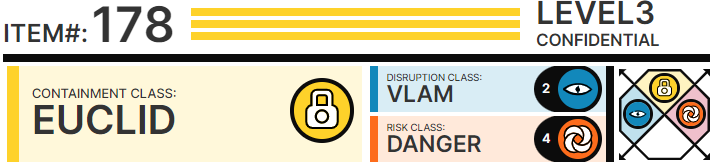 ITEM#: 178
LEVEL3
CONFIDENTIAL
CONTAINMENT CLASS:
EUCLID
DISRUPTION CLASS:
VLAM
2
RISK CLASS:
DANGER
4